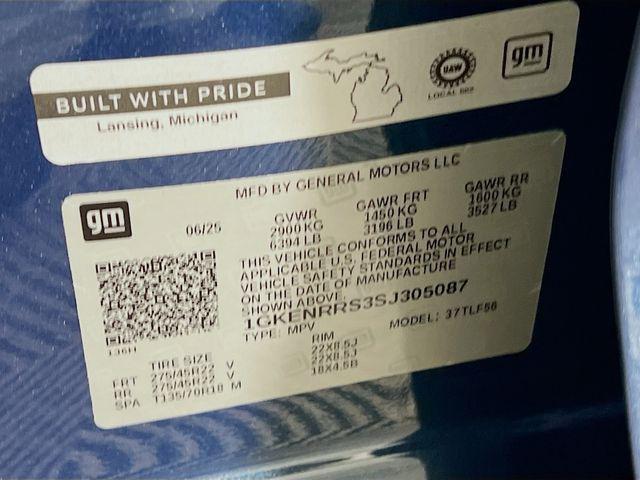 BUILT WITH PRIDE
Lansing, Michigan
UAW
gm
MFD BY GENERAL MOTORS LLC
gm
06/25
GVWR GAWR FRT GAWR RR
2900 KG 1450 KG 1600 KG
6394 LB 3196 LB 3527 LB
THIS VEHICLE CONFORMS TO ALL
APPLICABLE U.S. FEDERAL MOTOR
VEHICLE SAFETY STANDARDS IN EFFECT
ON THE DATE OF MANUFACTURE
SHOWN ABOVE.
1GKENRRS3SJ305087
TYPE: MPV MODEL: 37TLF56
136H
TIRE SIZE RIM
FRT 275/45R22 V 22X8.5J
RR 275/45R22 V 22X8.5J
SPA T135/70R18 M 18X4.5B